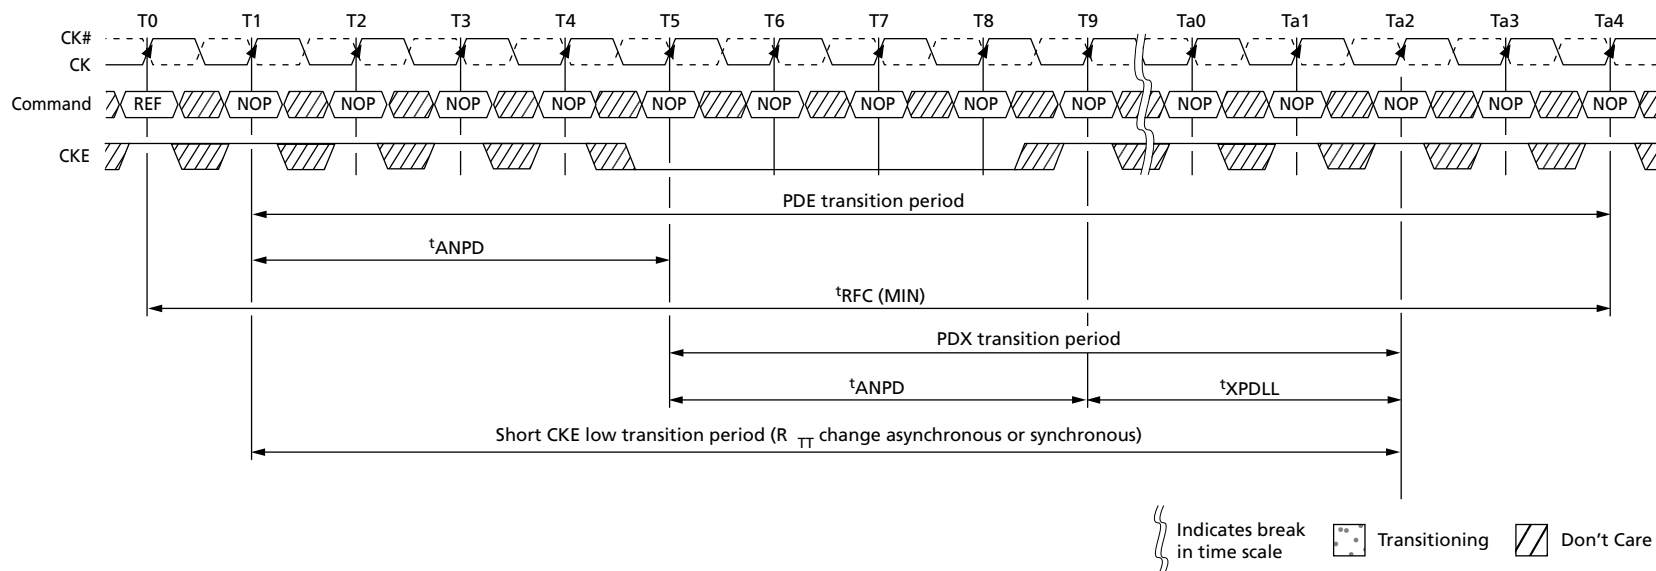 T0 T1 T2 T3 T4 T5 T6 T7 T8 T9 Ta0 Ta1 Ta2 Ta3 Ta4
CK#
CK
Command REF NOP NOP NOP NOP NOP NOP NOP NOP NOP NOP NOP NOP NOP NOP
CKE
PDE transition period
tANPD
tRFC (MIN)
PDX transition period
tANPD tXPDLL
Short CKE low transition period (R TT change asynchronous or synchronous)
Indicates break
in time scale
Transitioning
Don't Care